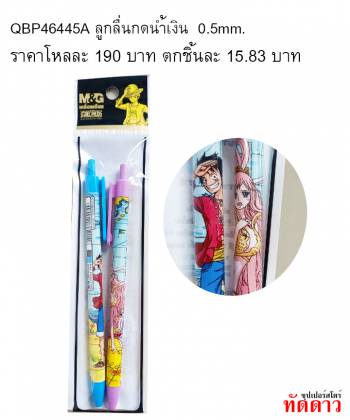 QBP46445A ลูกลื่นกดน้ำเงิน 0.5mm.
ราคาโหลละ 190 บาท ตกชิ้นละ 15.83 บาท
M&G
ONE PIECE
ซุปเปอร์สโตร์
ทัดดาว